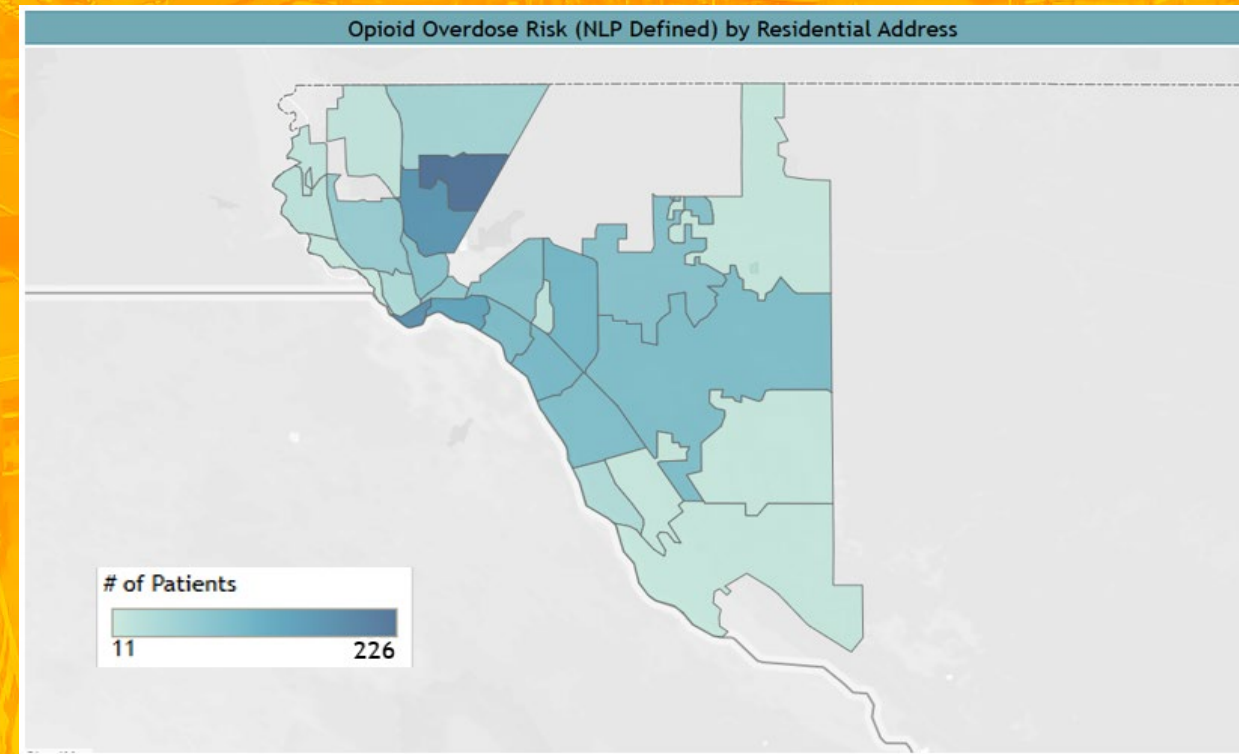 Opioid Overdose Risk (NLP Defined) by Residential Address
# of Patients
11 226